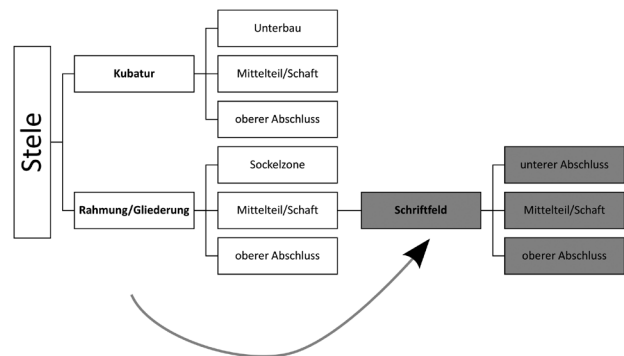 Stele
Kubatur
Unterbau
Mittelteil/Schaft
oberer Abschluss
Rahmung/Gliederung
Sockelzone
Mittelteil/Schaft
oberer Abschluss
Schriftfeld
unterer Abschluss
Mittelteil/Schaft
oberer Abschluss